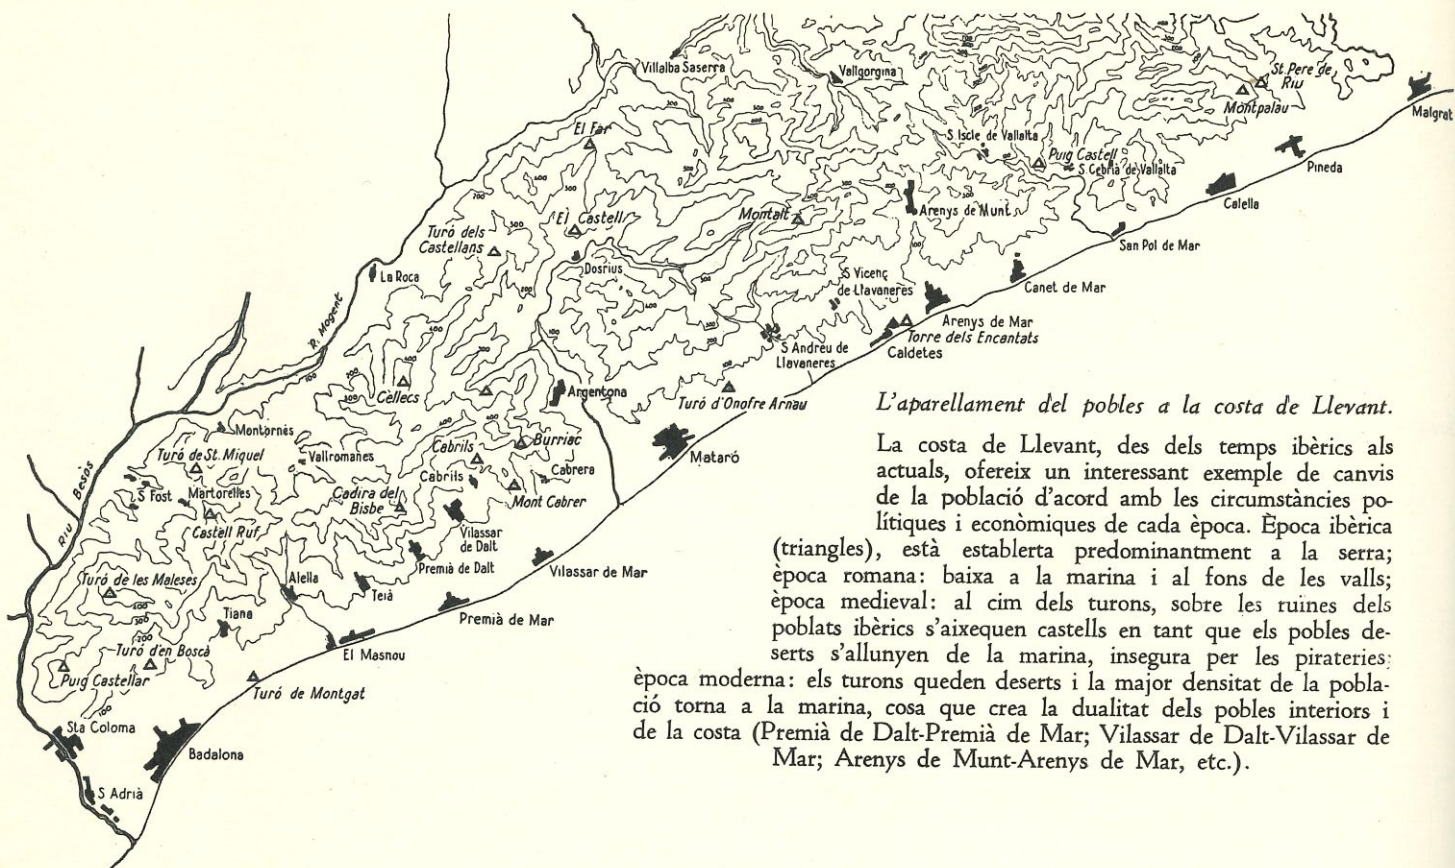 Villalba Saserra
Vallgorgina
St. Pere de
Riu
Montpalau
Malgrat
El Far
S Iscle de Vallalta
Puig Castell
S Cebrià de Vallalta
Pineda
Calella
El Castell
Montalt
Arenys de Munt
Turó dels
Castellans
San Pol de Mar
La Roca
Dosrius
S Vicenç
de Llavaneres
Canet de Mar
R. Mogent
Arenys de Mar
Torre dels Encantats
Caldetes
S Andreu de
Llavaneres
Cèllecs
Argentona
Turó d'Onofre Arnau
Montornès
Turó de St. Miquel
Vallromanes
Cabrils
Burriac
Mataró
Riu Besòs
S Fost
Martorelles
Cadira del
Bisbe
Cabrils
Cabrera
Mont Cabrer
Castell Ruf
Vilassar
de Dalt
Premià de Dalt
Vilassar de Mar
Turó de les Maleses
Alella
Teià
Tiana
Premià de Mar
Turó d'en Boscà
El Masnou
Puig Castellar
Turó de Montgat
Sta Coloma
Badalona
S Adrià
L'aparellament del pobles a la costa de Llevant.
La costa de Llevant, des dels temps ibèrics als
actuals, ofereix un interessant exemple de canvis
de la població d'acord amb les circumstàncies po-
lítiques i econòmiques de cada època. Època ibèrica
(triangles), està establerta predominantment a la serra;
època romana: baixa a la marina i al fons de les valls;
època medieval: al cim dels turons, sobre les ruines dels
poblats ibèrics s'aixequen castells en tant que els pobles de-
serts s'allunyen de la marina, insegura per les pirateries;
època moderna: els turons queden deserts i la major densitat de la pobla-
ció torna a la marina, cosa que crea la dualitat dels pobles interiors i
de la costa (Premià de Dalt-Premià de Mar; Vilassar de Dalt-Vilassar de
Mar; Arenys de Munt-Arenys de Mar, etc.).